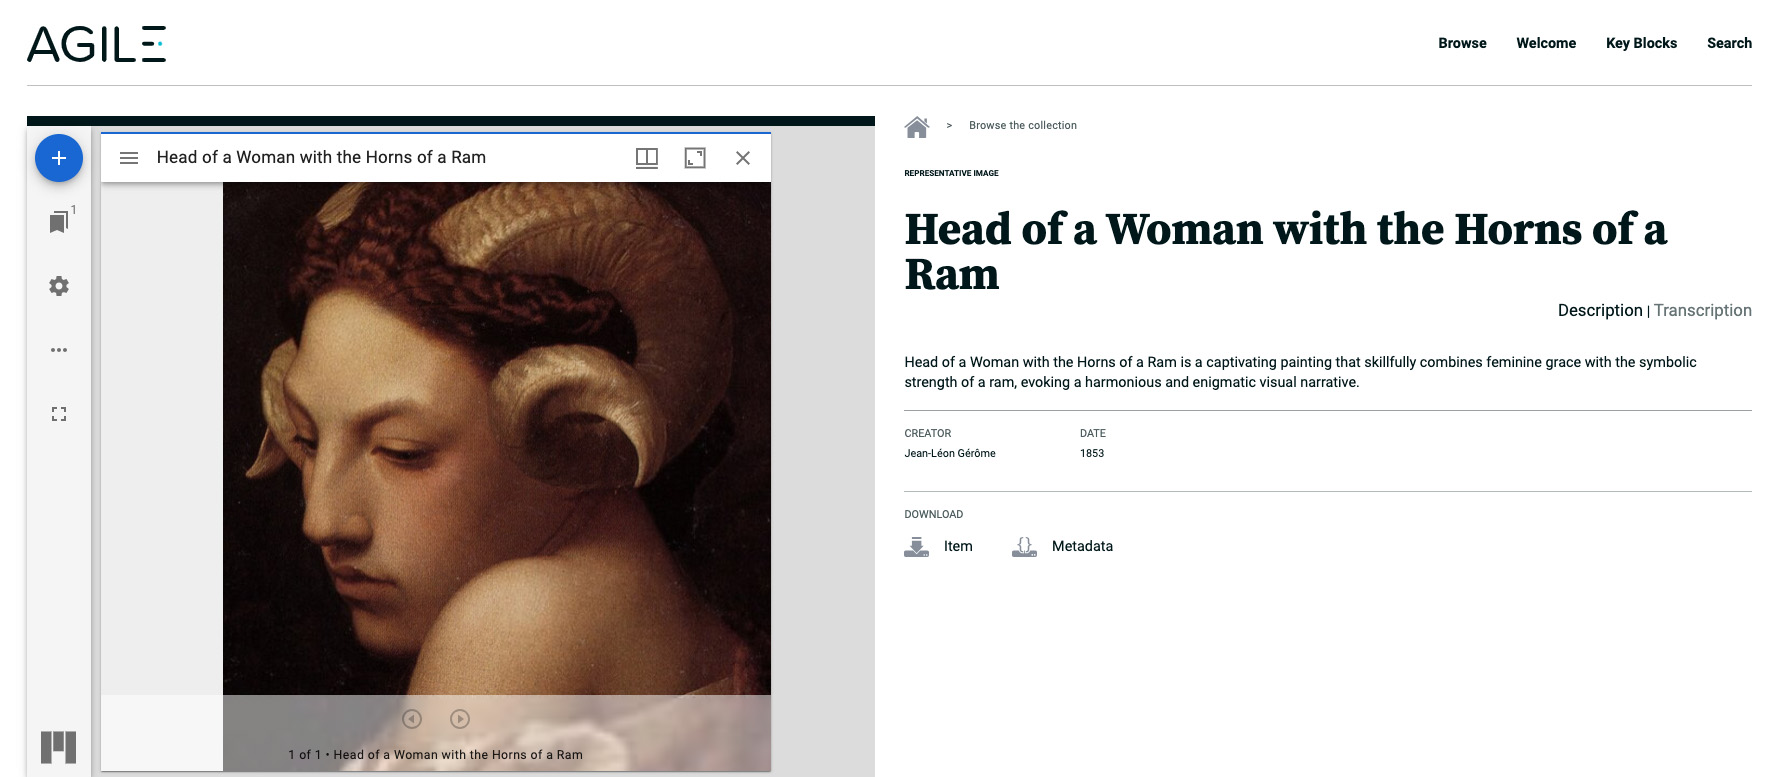 AGILE
Browse Welcome Key Blocks Search
Head of a Woman with the Horns of a Ram
1
1 of 1 • Head of a Woman with the Horns of a Ram
> Browse the collection
REPRESENTATIVE IMAGE
Head of a Woman with the Horns of a
Ram
Description | Transcription
Head of a Woman with the Horns of a Ram is a captivating painting that skillfully combines feminine grace with the symbolic
strength of a ram, evoking a harmonious and enigmatic visual narrative.
CREATOR DATE
Jean-Léon Gérôme 1853
DOWNLOAD
Item Metadata